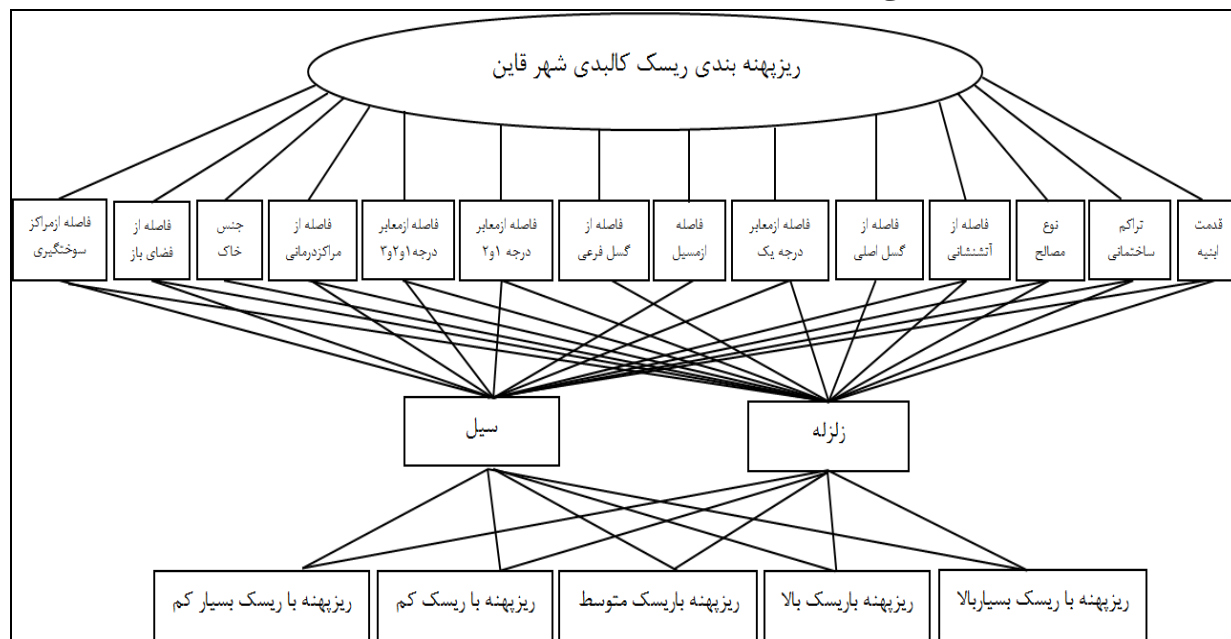 ریزپهنه بندی ریسک کالبدی شهر قاین
قدمت
ابنیه
تراکم
ساختمانی
نوع
مصالح
فاصله از
آتشنشانی
فاصله از
گسل اصلی
فاصله ازمعابر
درجه یک
فاصله
ازمسیل
فاصله از
گسل فرعی
فاصله ازمعابر
درجه ۱و۲
فاصله ازمعابر
درجه۱و۲و۳
فاصله از
مراکزدرمانی
جنس
خاک
فاصله از
فضای باز
فاصله ازمراکز
سوختگیری
زلزله
سیل
ریزپهنه با ریسک بسیاربالا
ریزپهنه باریسک بالا
ریزپهنه باریسک متوسط
ریزپهنه با ریسک کم
ریزپهنه با ریسک بسیار کم